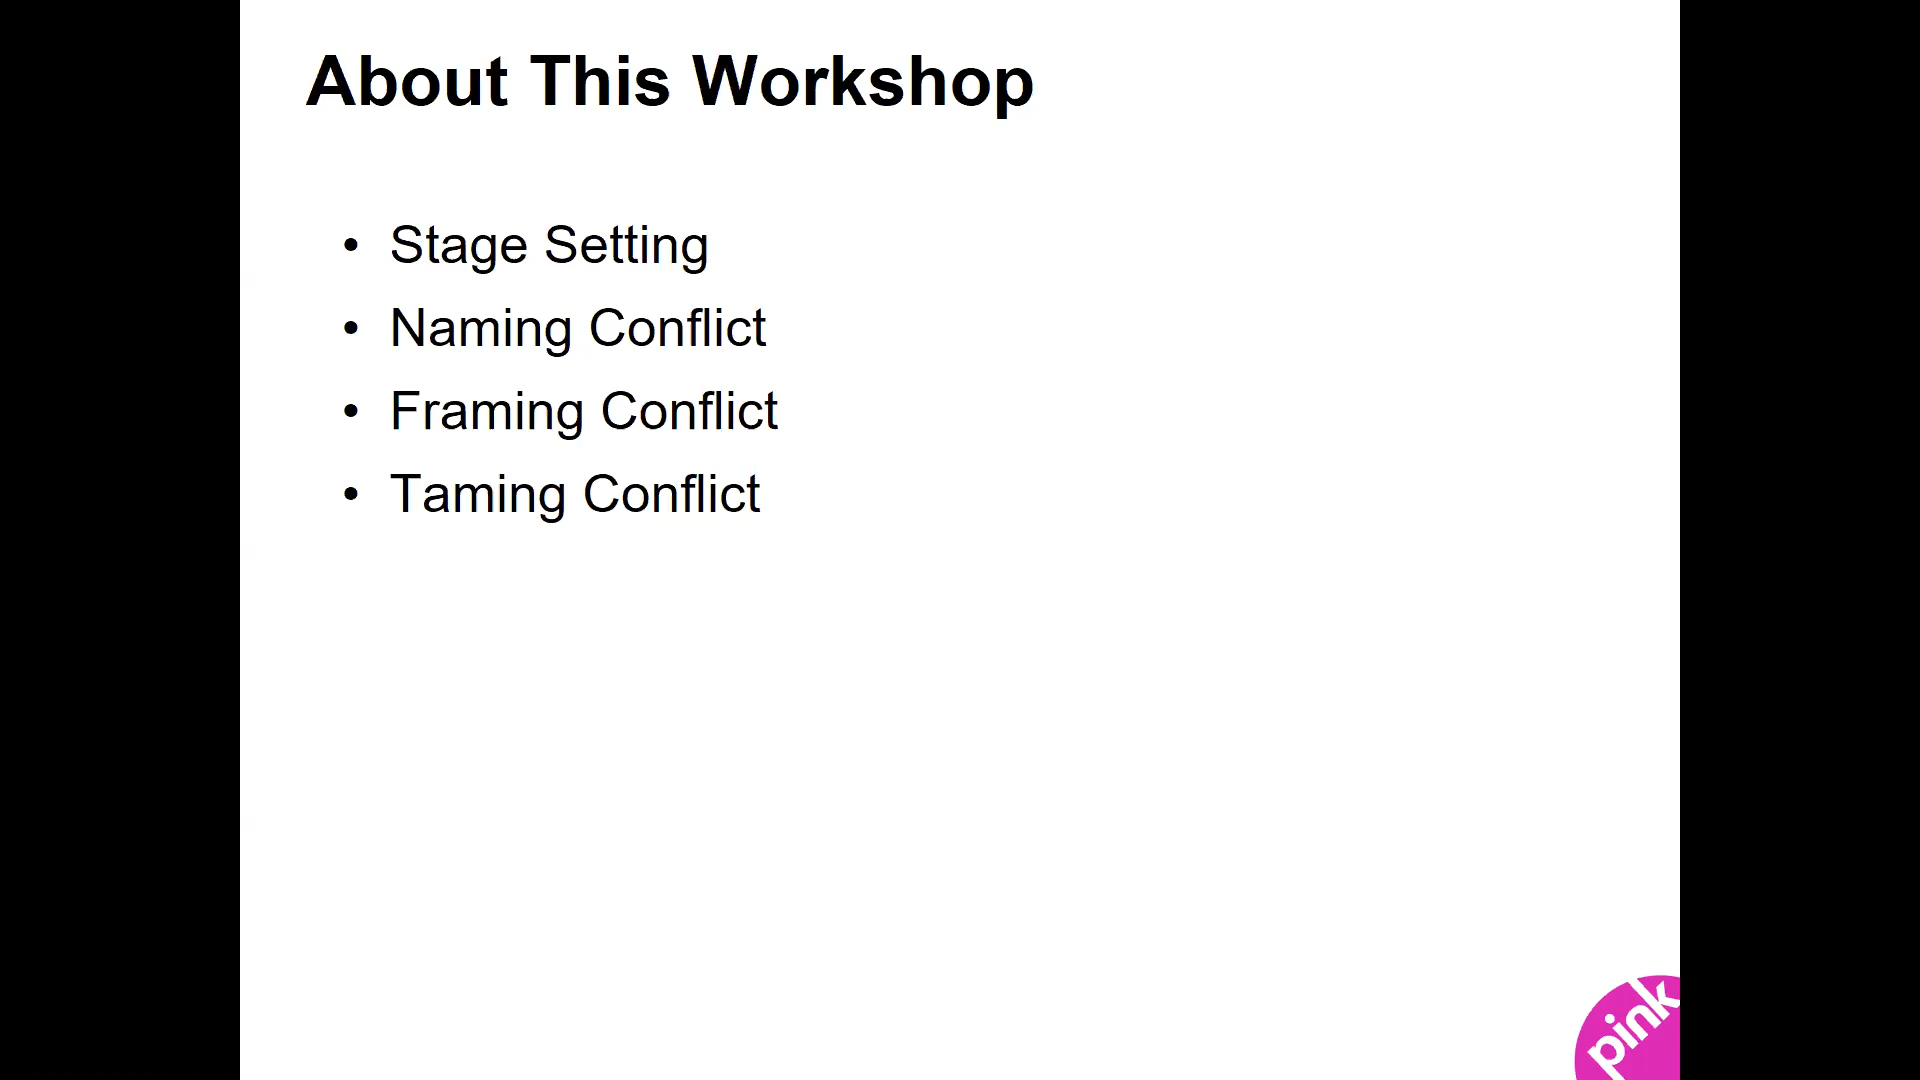 About This Workshop
• Stage Setting
• Naming Conflict
• Framing Conflict
• Taming Conflict
pink